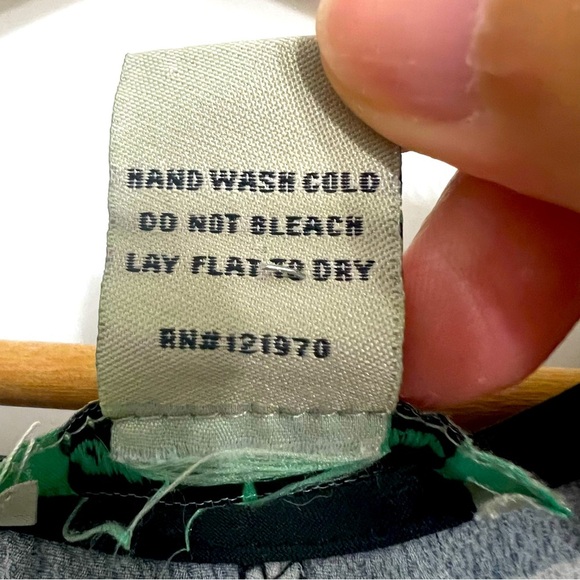 HAND WASH COLD
DO NOT BLEACH
LAY FLAT TO DRY
RN#121970